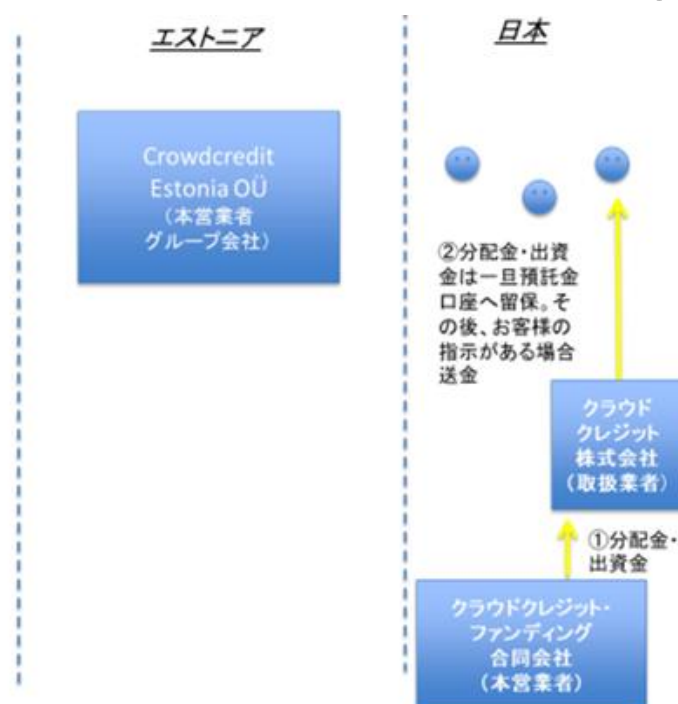 エストニア
日本
Crowdcredit
Estonia OÜ
(本営業者
グループ会社)
②分配金・出資
金は一旦預託金
口座へ留保。そ
の後、お客様の
指示がある場合
送金
クラウド
クレジット
株式会社
(取扱業者)
①分配金・
出資金
クラウドクレジット・
ファンディング
合同会社
(本営業者)